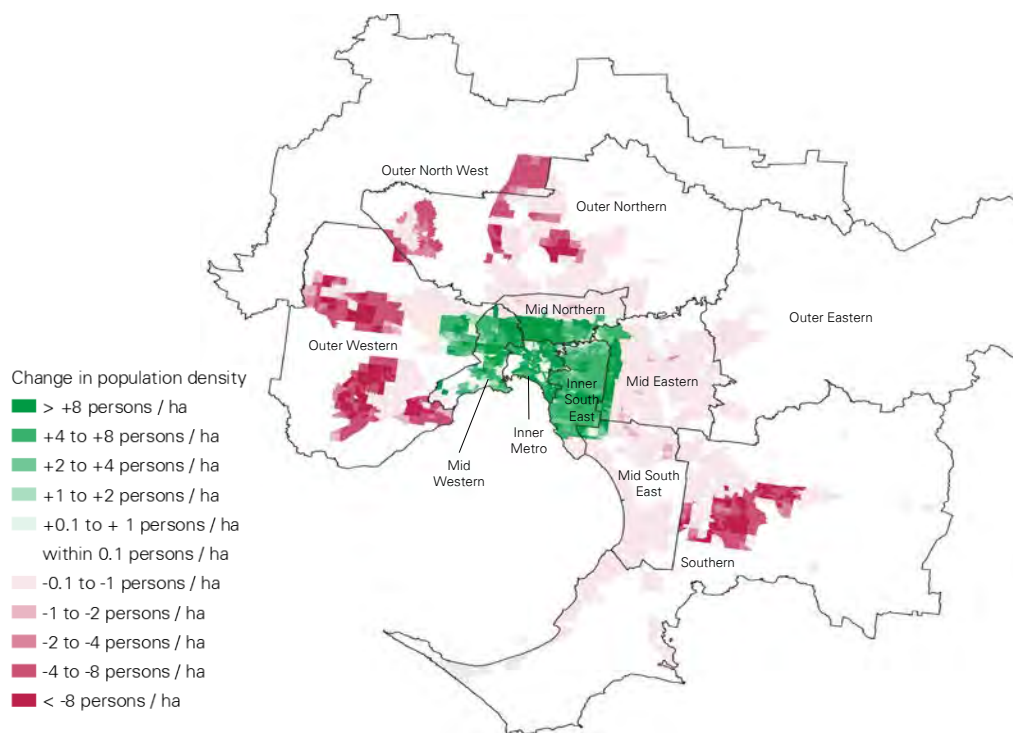 Outer North West
Outer Northern
Mid Northern
Outer Eastern
Outer Western
Mid Eastern
Inner
South
East
Inner
Metro
Mid
Western
Mid South
East
Southern
Change in population density
> +8 persons / ha
+4 to +8 persons / ha
+2 to +4 persons / ha
+1 to +2 persons / ha
+0.1 to + 1 persons / ha
within 0.1 persons / ha
-0.1 to -1 persons / ha
-1 to -2 persons / ha
-2 to -4 persons / ha
-4 to -8 persons / ha
< -8 persons / ha